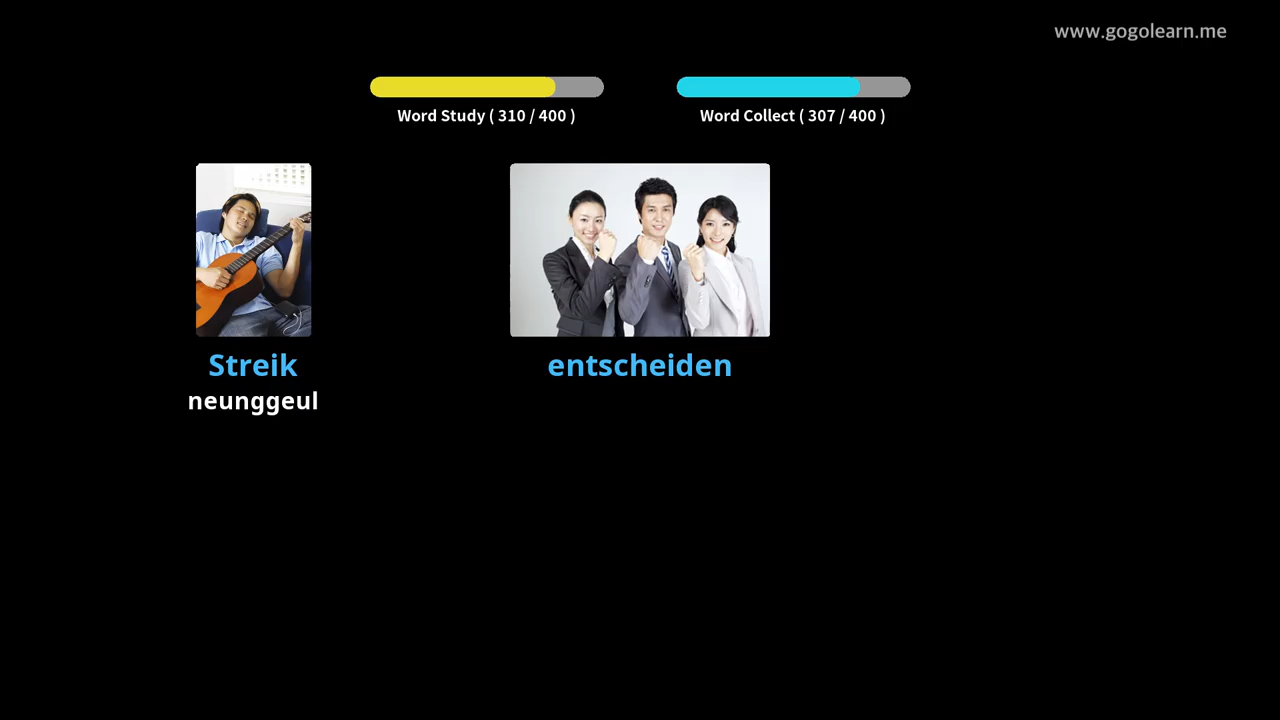 www.gogolearn.me
Word Study ( 310 / 400 )
Word Collect ( 307 / 400 )
Streik
neunggeul
entscheiden